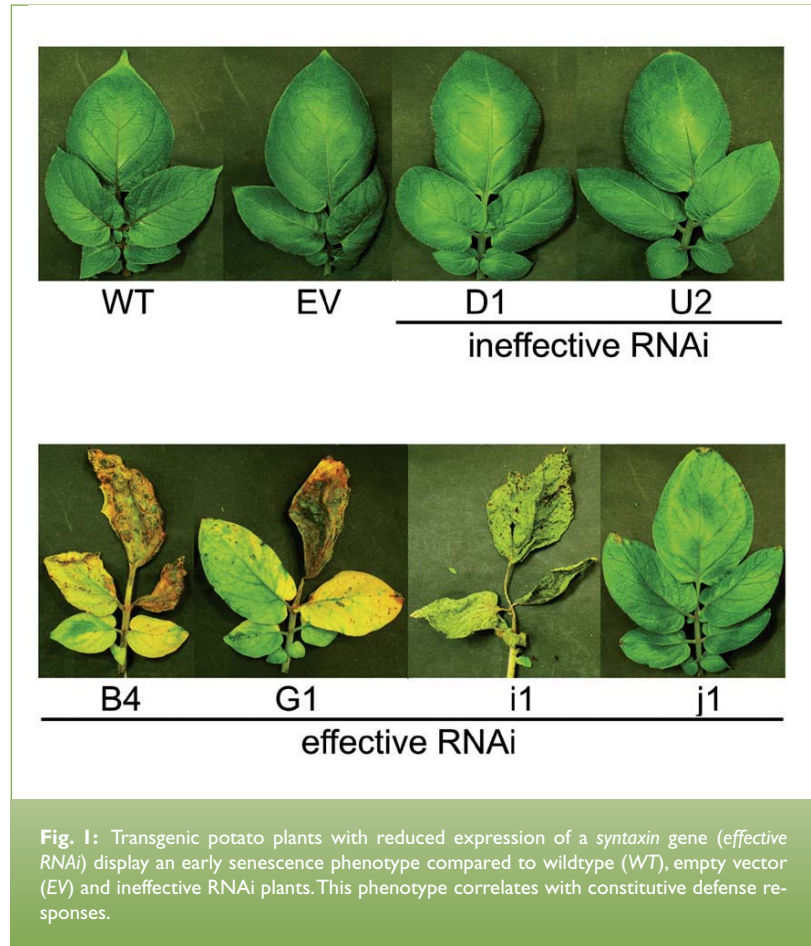 WT EV D1 U2
ineffective RNAi
B4 G1 i1 j1
effective RNAi
Fig. 1: Transgenic potato plants with reduced expression of a syntaxin gene (effective
RNAi) display an early senescence phenotype compared to wildtype (WT), empty vector
(EV) and ineffective RNAi plants. This phenotype correlates with constitutive defense re-
sponses.